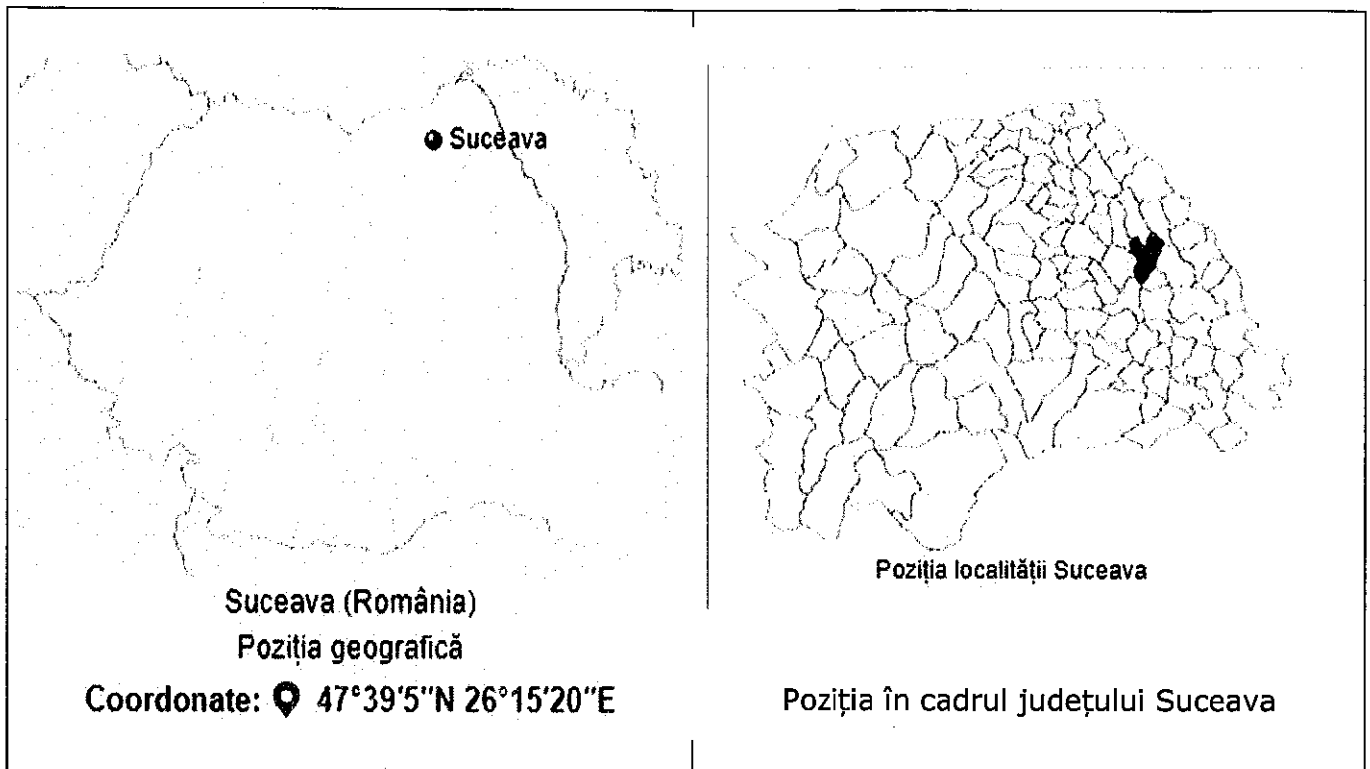 Suceava
Suceava (România)
Poziția geografică
Coordonate: 47°39′5″N 26°15′20″E
Poziția localității Suceava
Poziția în cadrul județului Suceava